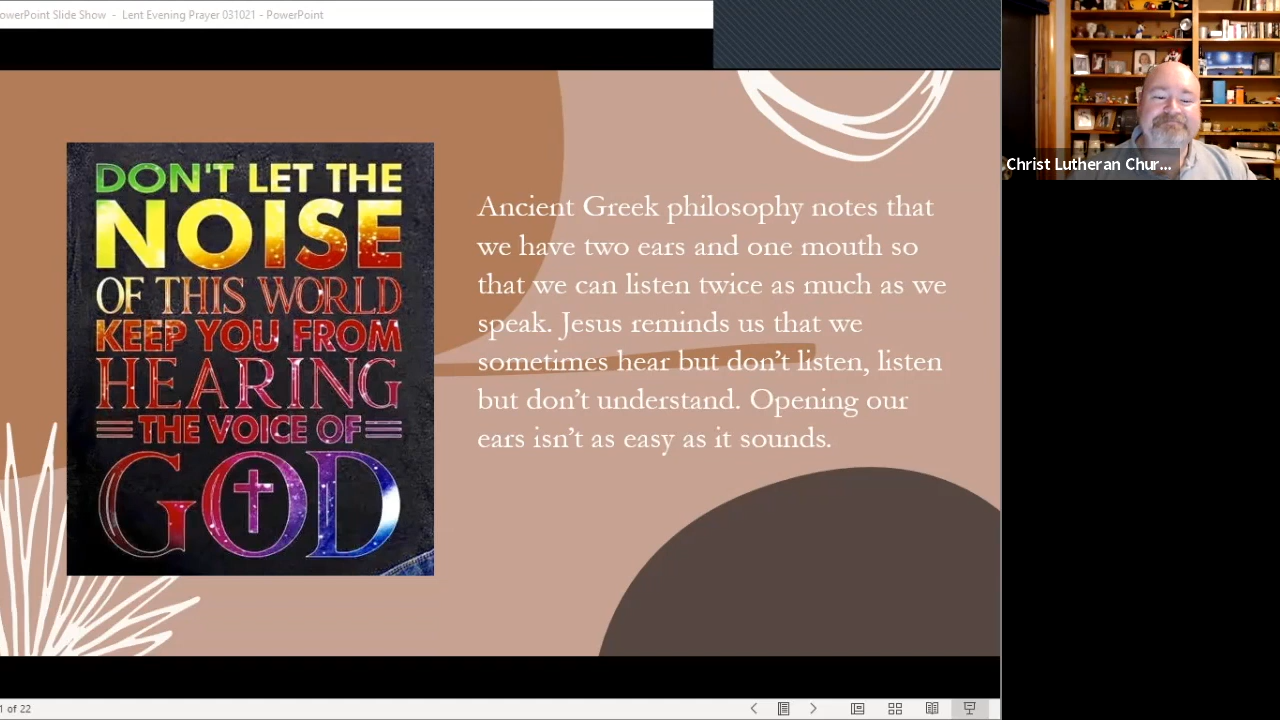 owerPoint Slide Show - Lent Evening Prayer 031021 - PowerPoint
DON'T LET THE
NOISE
OF THIS WORLD
KEEP YOU FROM
HEARING
THE VOICE OF
GOD
Ancient Greek philosophy notes that
we have two ears and one mouth so
that we can listen twice as much as we
speak. Jesus reminds us that we
sometimes hear but don’t listen, listen
but don’t understand. Opening our
ears isn’t as easy as it sounds.
Christ Lutheran Chur...
1 of 22